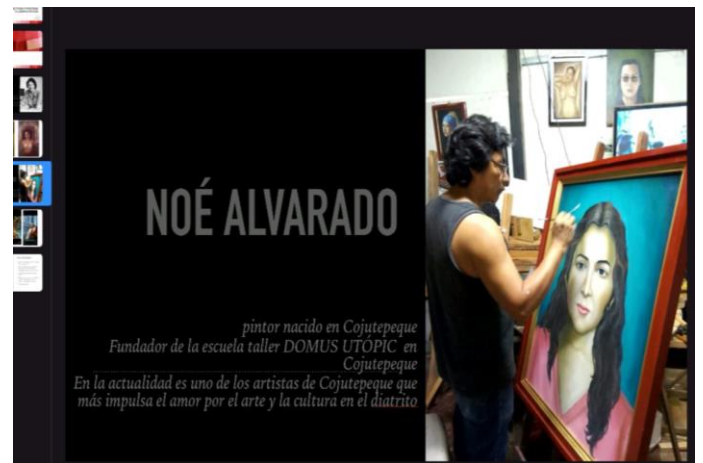 NOÉ ALVARADO
pintor nacido en Cojutepeque
Fundador de la escuela taller DOMUS UTÓPIC en
Cojutepeque
En la actualidad es uno de los artistas de Cojutepeque que
más impulsa el amor por el arte y la cultura en el diatrito